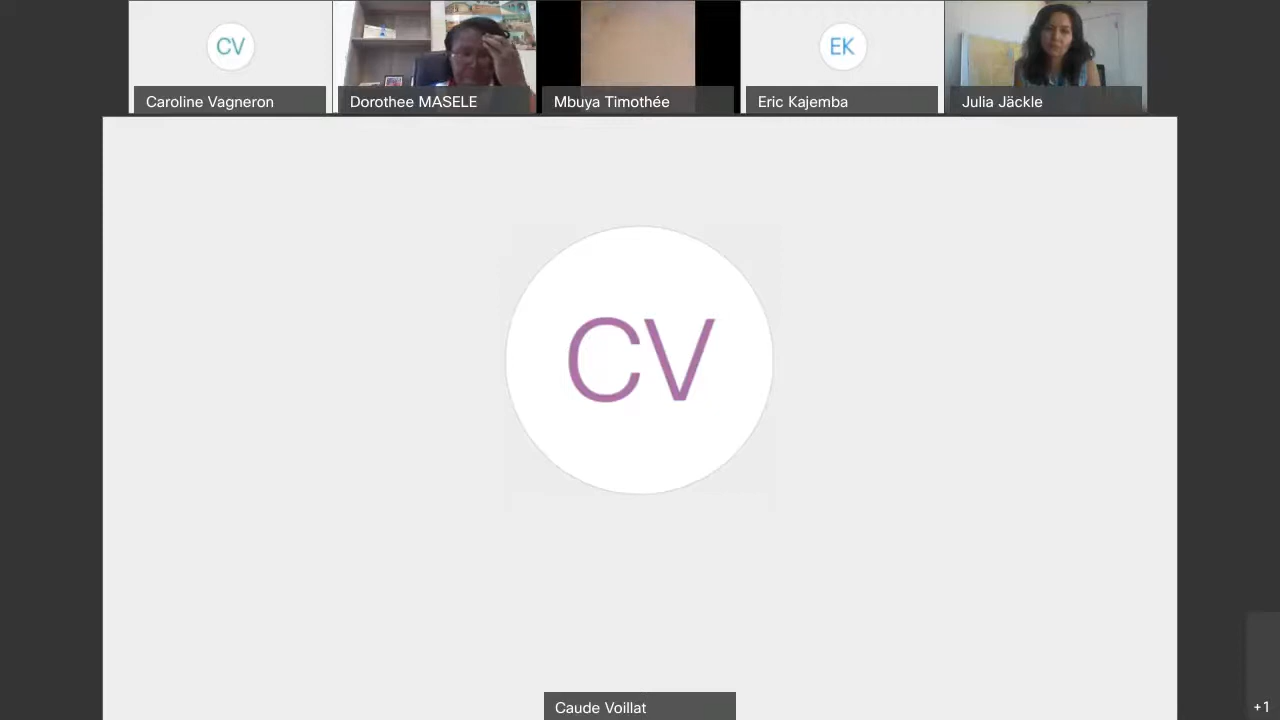 CV
EK
Caroline Vagneron
Dorothee MASELE
Mbuya Timothée
Eric Kajemba
Julia Jäckle
CV
Caude Voillat
+1